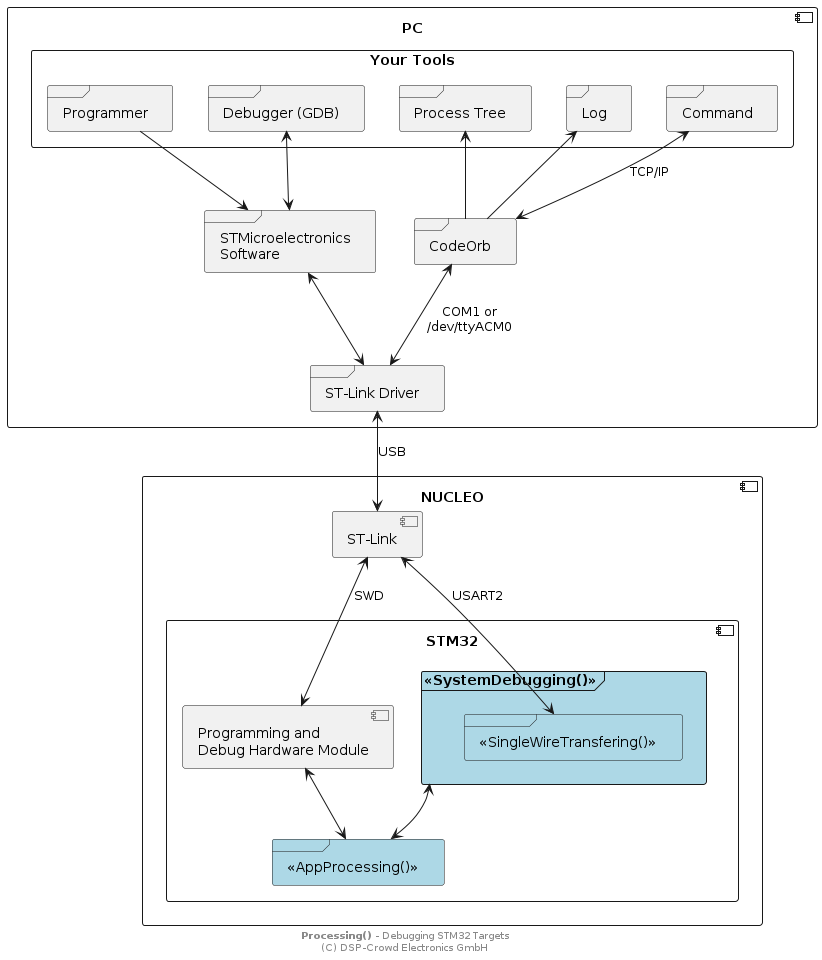 PC
Your Tools
Programmer
Debugger (GDB)
Process Tree
Log
Command
TCP/IP
STMicroelectronics
Software
CodeOrb
COM1 or
/dev/ttyACM0
ST-Link Driver
USB
NUCLEO
ST-Link
SWD
USART2
STM32
«SystemDebugging()»
Programming and
Debug Hardware Module
«SingleWireTransfering()»
«AppProcessing()»
Processing() - Debugging STM32 Targets
(C) DSP-Crowd Electronics GmbH